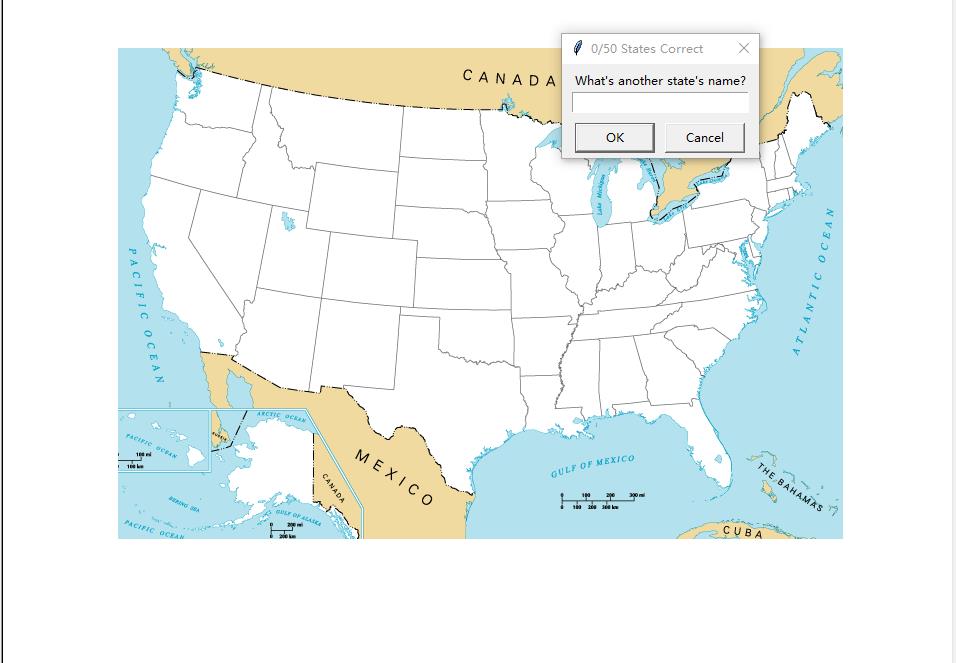 0/50 States Correct
What's another state's name?
OK
Cancel
CANADA
Lake Michigan
PACIFIC OCEAN
ATLANTIC OCEAN
MEXICO
GULF OF MEXICO
0 100 200 300 mi
0 100 200 300 km
THE BAHAMAS
CUBA
PACIFIC OCEAN
100 mi
100 km
ARCTIC OCEAN
RUSSIA
CANADA
BERING SEA
GULF OF ALASKA
PACIFIC OCEAN
0 200 mi
0 200 km